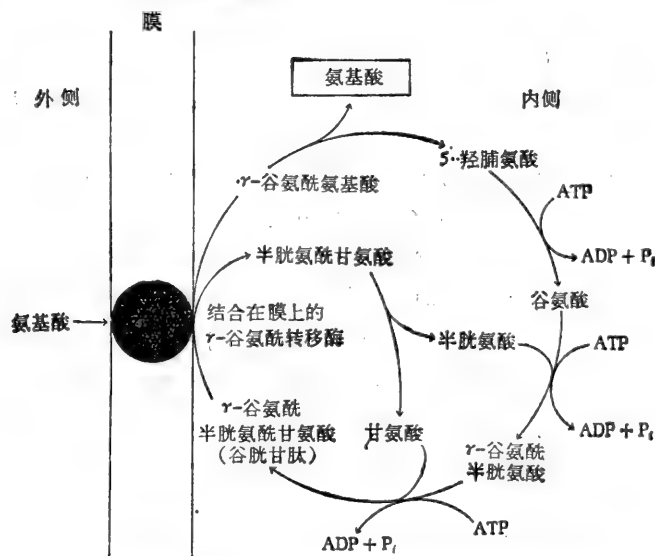 膜
外侧
内侧
氨基酸
5-羟脯氨酸
γ-谷氨酰氨基酸
ATP
ADP + Pi
半胱氨酰甘氨酸
谷氨酸
氨基酸
结合在膜上的
γ-谷氨酰转移酶
半胱氨酸
ATP
ADP + Pi
γ-谷氨酰
半胱氨酰甘氨酸
(谷胱甘肽)
甘氨酸
γ-谷氨酰
半胱氨酸
ADP + Pi
ATP